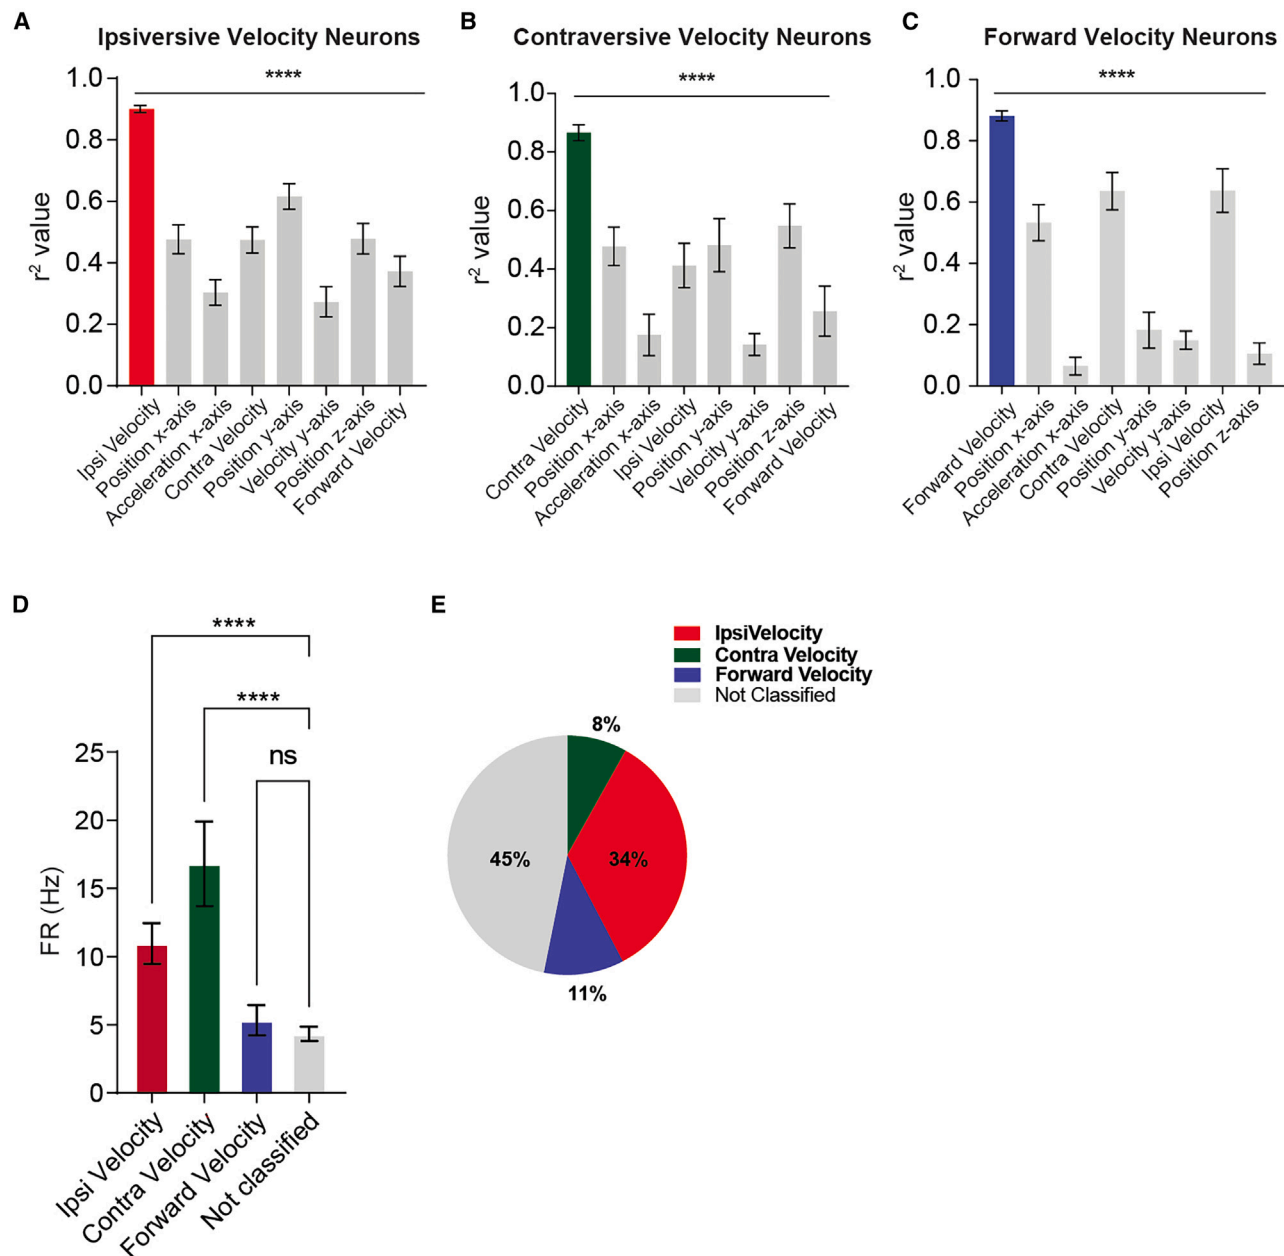 A Ipsiversive Velocity Neurons
****
1.0
0.8
0.6
0.4
0.2
0.0
r² value
Ipsi Velocity
Position x-axis
Acceleration x-axis
Contra Velocity
Position y-axis
Velocity y-axis
Position z-axis
Forward Velocity
B Contraversive Velocity Neurons
****
1.0
0.8
0.6
0.4
0.2
0.0
r² value
Contra Velocity
Position x-axis
Acceleration x-axis
Ipsi Velocity
Position y-axis
Velocity y-axis
Position z-axis
Forward Velocity
C Forward Velocity Neurons
****
1.0
0.8
0.6
0.4
0.2
0.0
r² value
Forward Velocity
Position x-axis
Acceleration x-axis
Contra Velocity
Position y-axis
Velocity y-axis
Ipsi Velocity
Position z-axis
D
****
****
ns
25
20
15
10
5
0
FR (Hz)
Ipsi Velocity
Contra Velocity
Forward Velocity
Not classified
E
IpsiVelocity
Contra Velocity
Forward Velocity
Not Classified
8%
45%
34%
11%